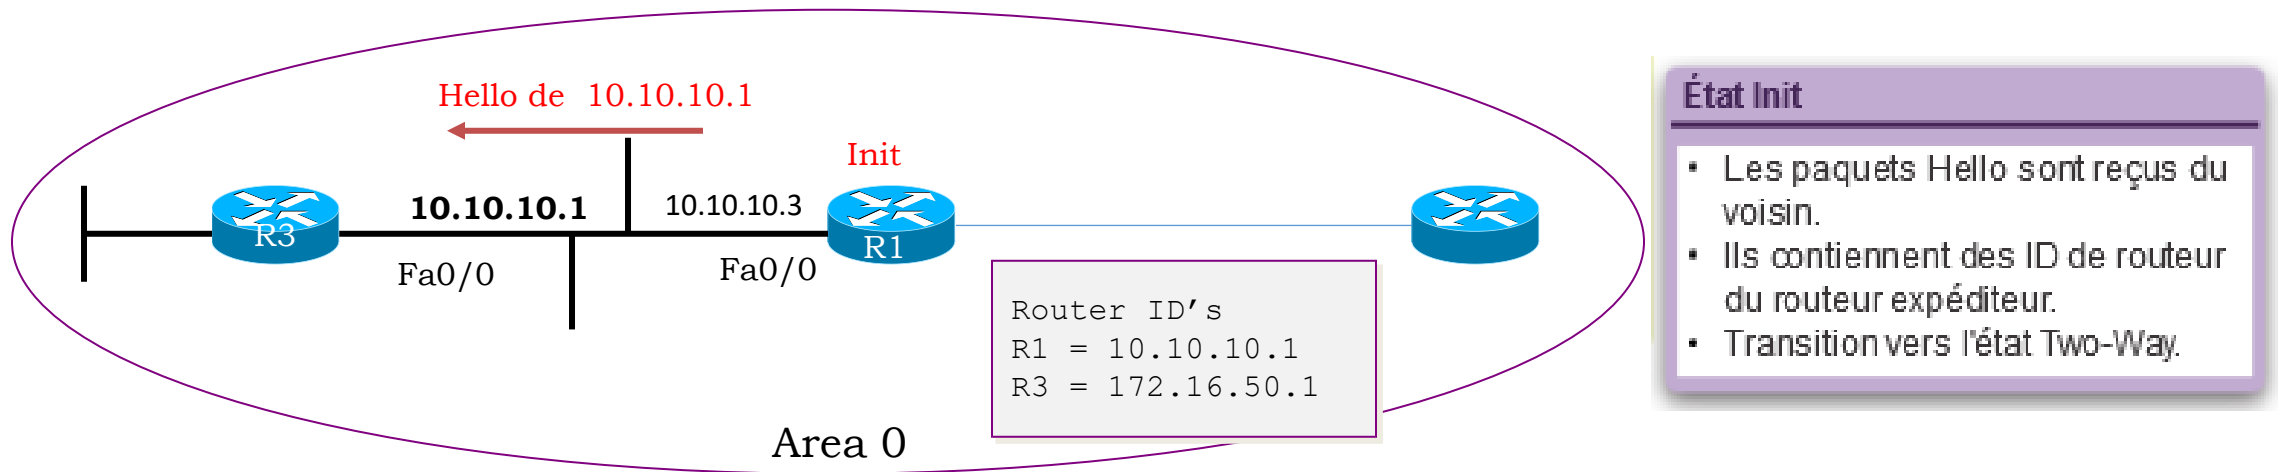 Hello de 10.10.10.1
Init
10.10.10.1
10.10.10.3
R3
R1
Fa0/0
Fa0/0
Router ID’s
R1 = 10.10.10.1
R3 = 172.16.50.1
Area 0
État Init
• Les paquets Hello sont reçus du
voisin.
• Ils contiennent des ID de routeur
du routeur expéditeur.
• Transition vers l'état Two-Way.